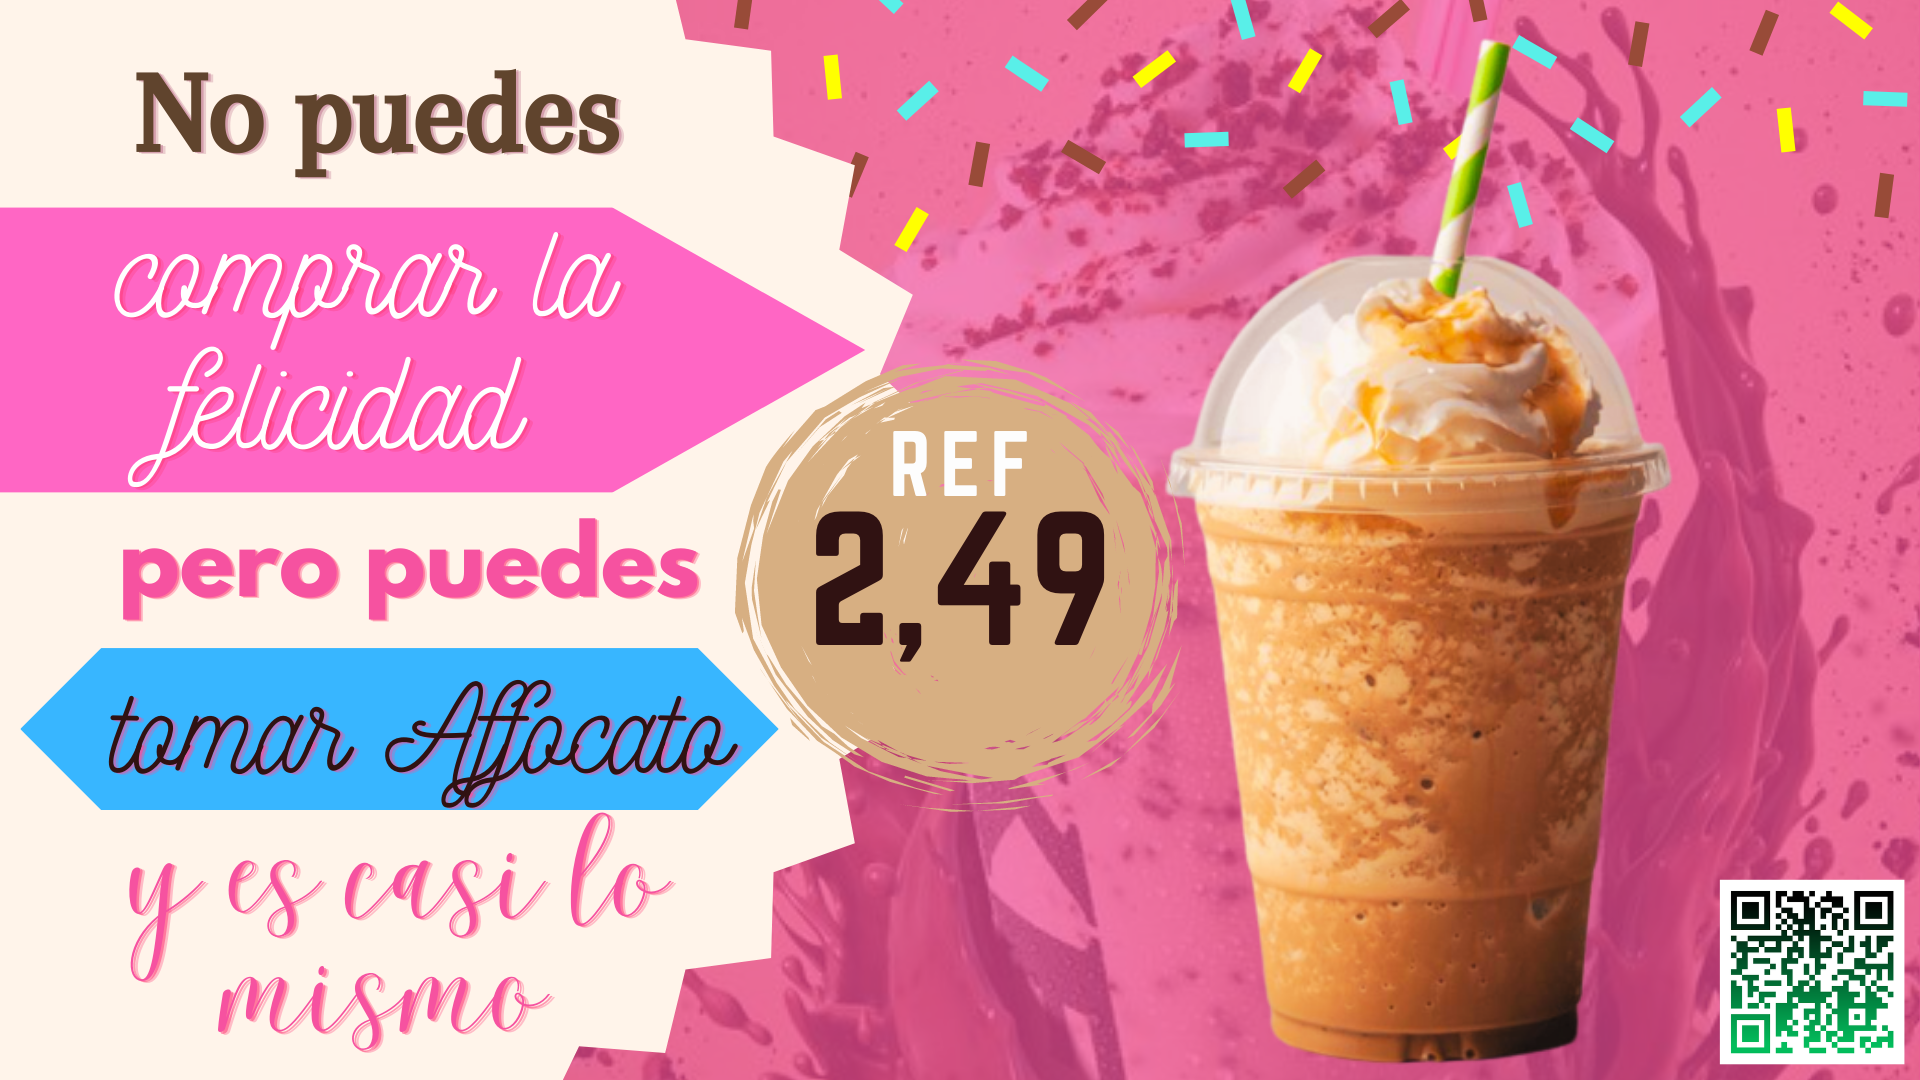 No puedes
comprar la
felicidad
pero puedes
tomar Affocato
y es casi lo
mismo
REF
2,49